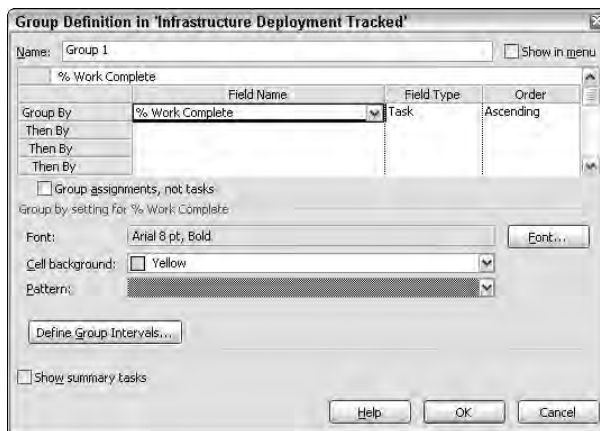 Group Definition in 'Infrastructure Deployment Tracked'
Name: Group 1 Show in menu
% Work Complete
Field Name Field Type Order
Group By % Work Complete Task Ascending
Then By
Then By
Then By
Group assignments, not tasks
Group by setting for % Work Complete
Font: Arial 8 pt, Bold Font...
Cell background: Yellow
Pattern:
Define Group Intervals...
Show summary tasks
Help OK Cancel